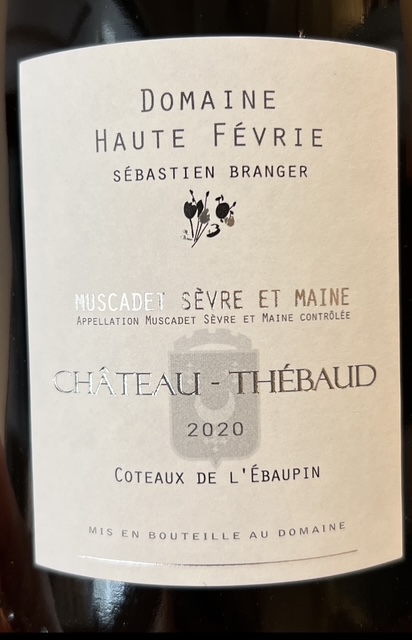 DOMAINE
HAUTE FÉVRIE
SÉBASTIEN BRANGER
MUSCADET SÈVRE ET MAINE
APPELLATION MUSCADET SÈVRE ET MAINE CONTRÔLÉE
CHÂTEAU - THÉBAUD
2020
COTEAUX DE L'ÉBAUPIN
MIS EN BOUTEILLE AU DOMAINE